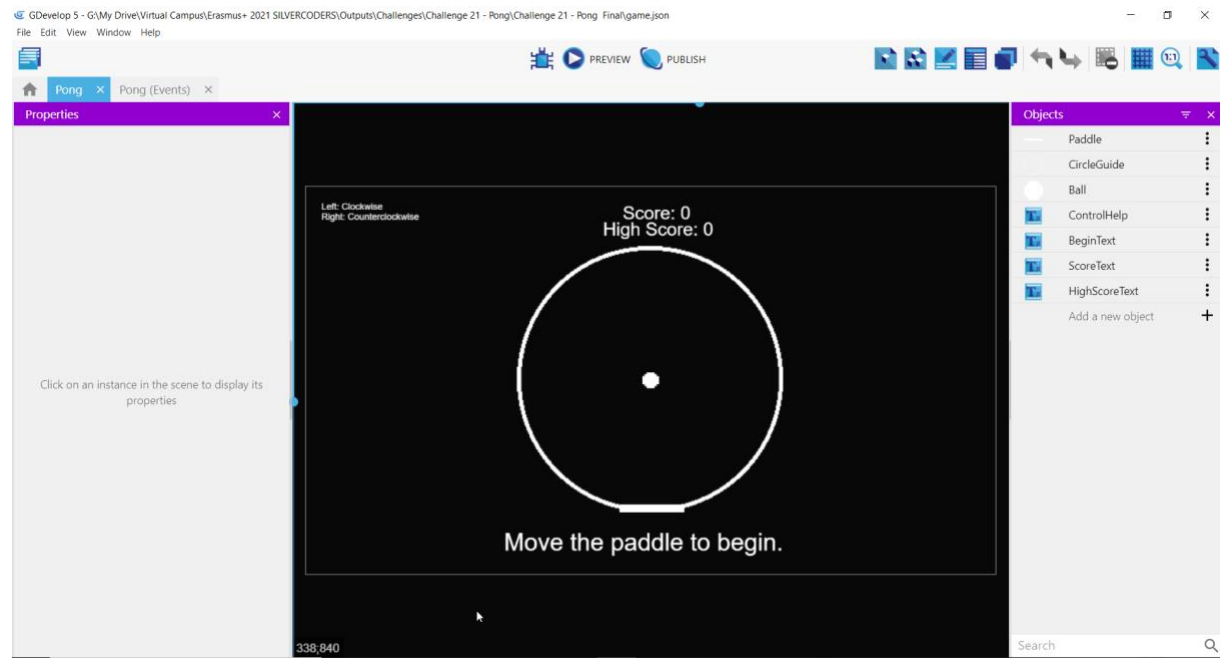 GDevelop 5 - G:\My Drive\Virtual Campus\Erasmus+ 2021 SILVERCODERS\Outputs\Challenges\Challenge 21 - Pong\Challenge 21 - Pong Final\game.json
File Edit View Window Help
PREVIEW PUBLISH 1:1
Pong × Pong (Events) ×
Properties
Click on an instance in the scene to display its
properties
Left: Clockwise
Right: Counterclockwise
Score: 0
High Score: 0
Move the paddle to begin.
338;840
Objects
Paddle
CircleGuide
Ball
ControlHelp
BeginText
ScoreText
HighScoreText
Add a new object
Search